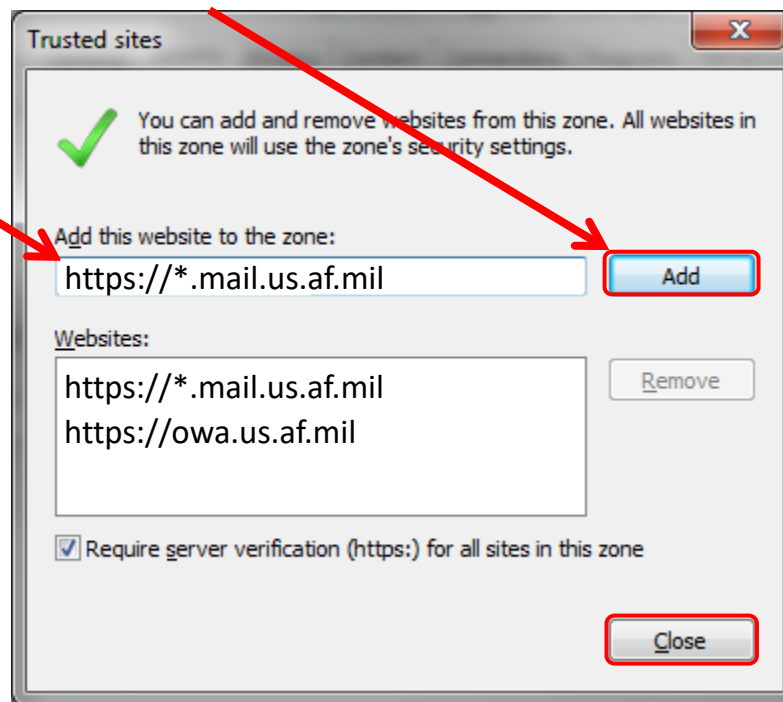 Trusted sites
You can add and remove websites from this zone. All websites in
this zone will use the zone's security settings.
Add this website to the zone:
https://*.mail.us.af.mil
Add
Websites:
https://*.mail.us.af.mil
Remove
https://owa.us.af.mil
Require server verification (https:) for all sites in this zone
Close